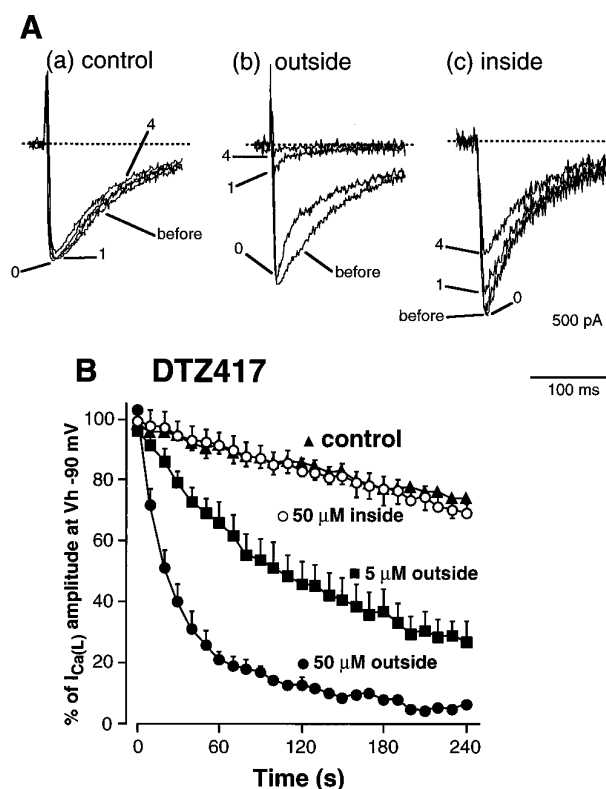 A
(a) control
(b) outside
(c) inside
4
before
0
1
4
1
0
before
4
1
before
0
500 pA
100 ms
B DTZ417
% of I_Ca(L) amplitude at Vh -90 mV
100
80
60
40
20
0
▲ control
○ 50 µM inside
■ 5 µM outside
● 50 µM outside
0
60
120
180
240
Time (s)